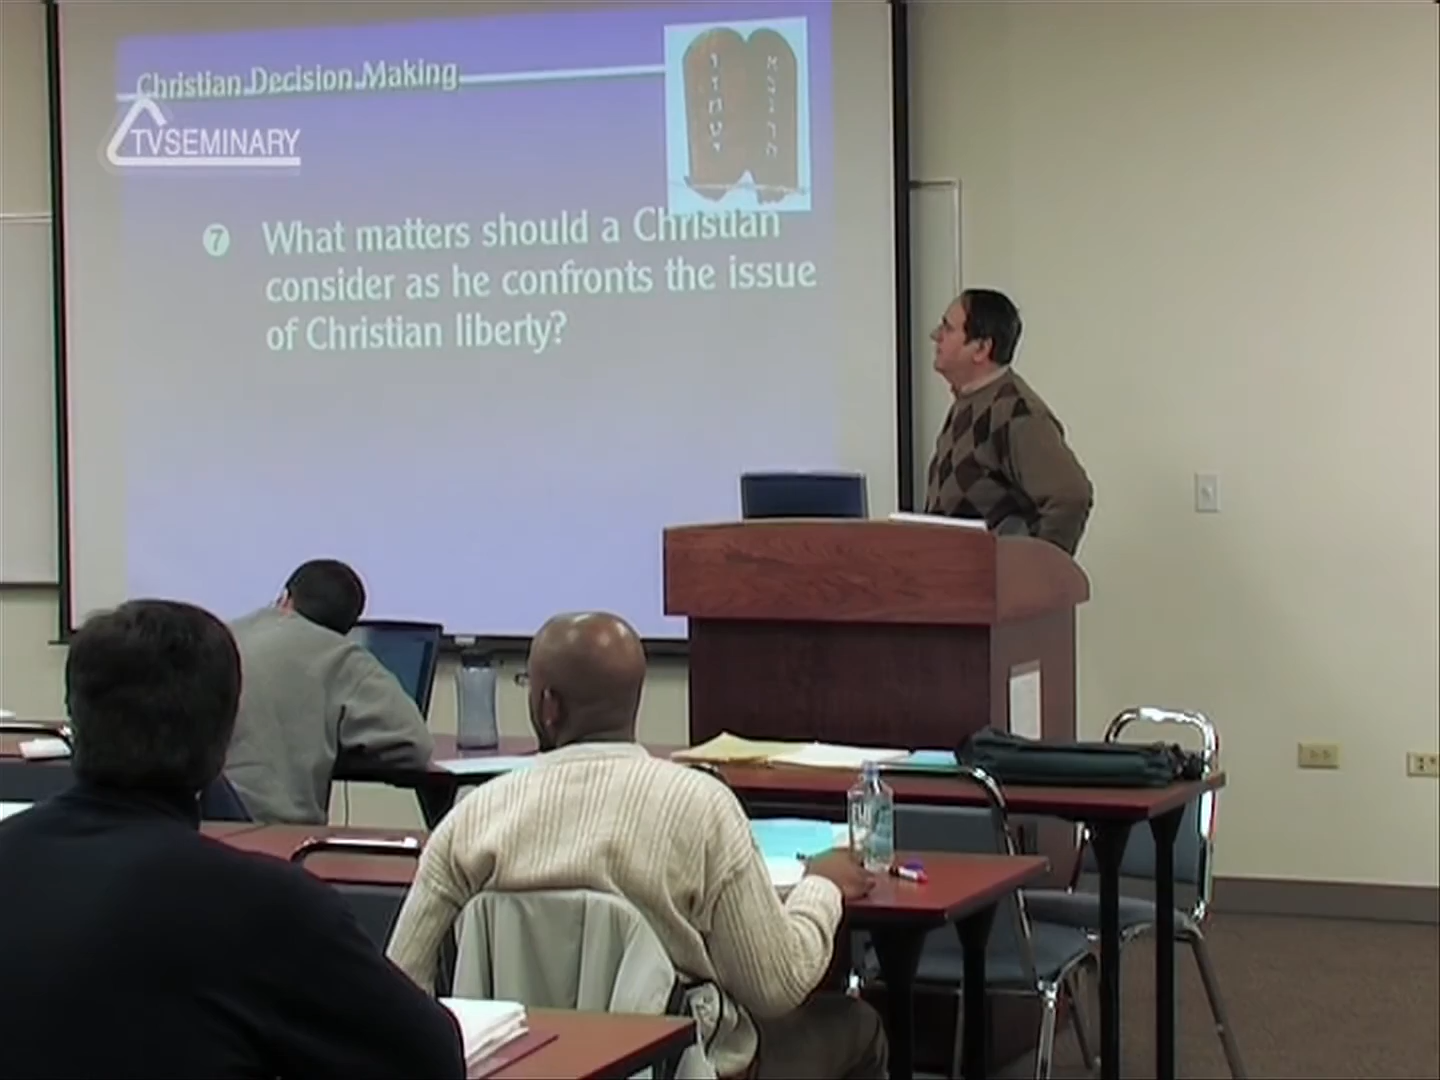 Christian Decision Making
TVSEMINARY
7 What matters should a Christian
consider as he confronts the issue
of Christian liberty?